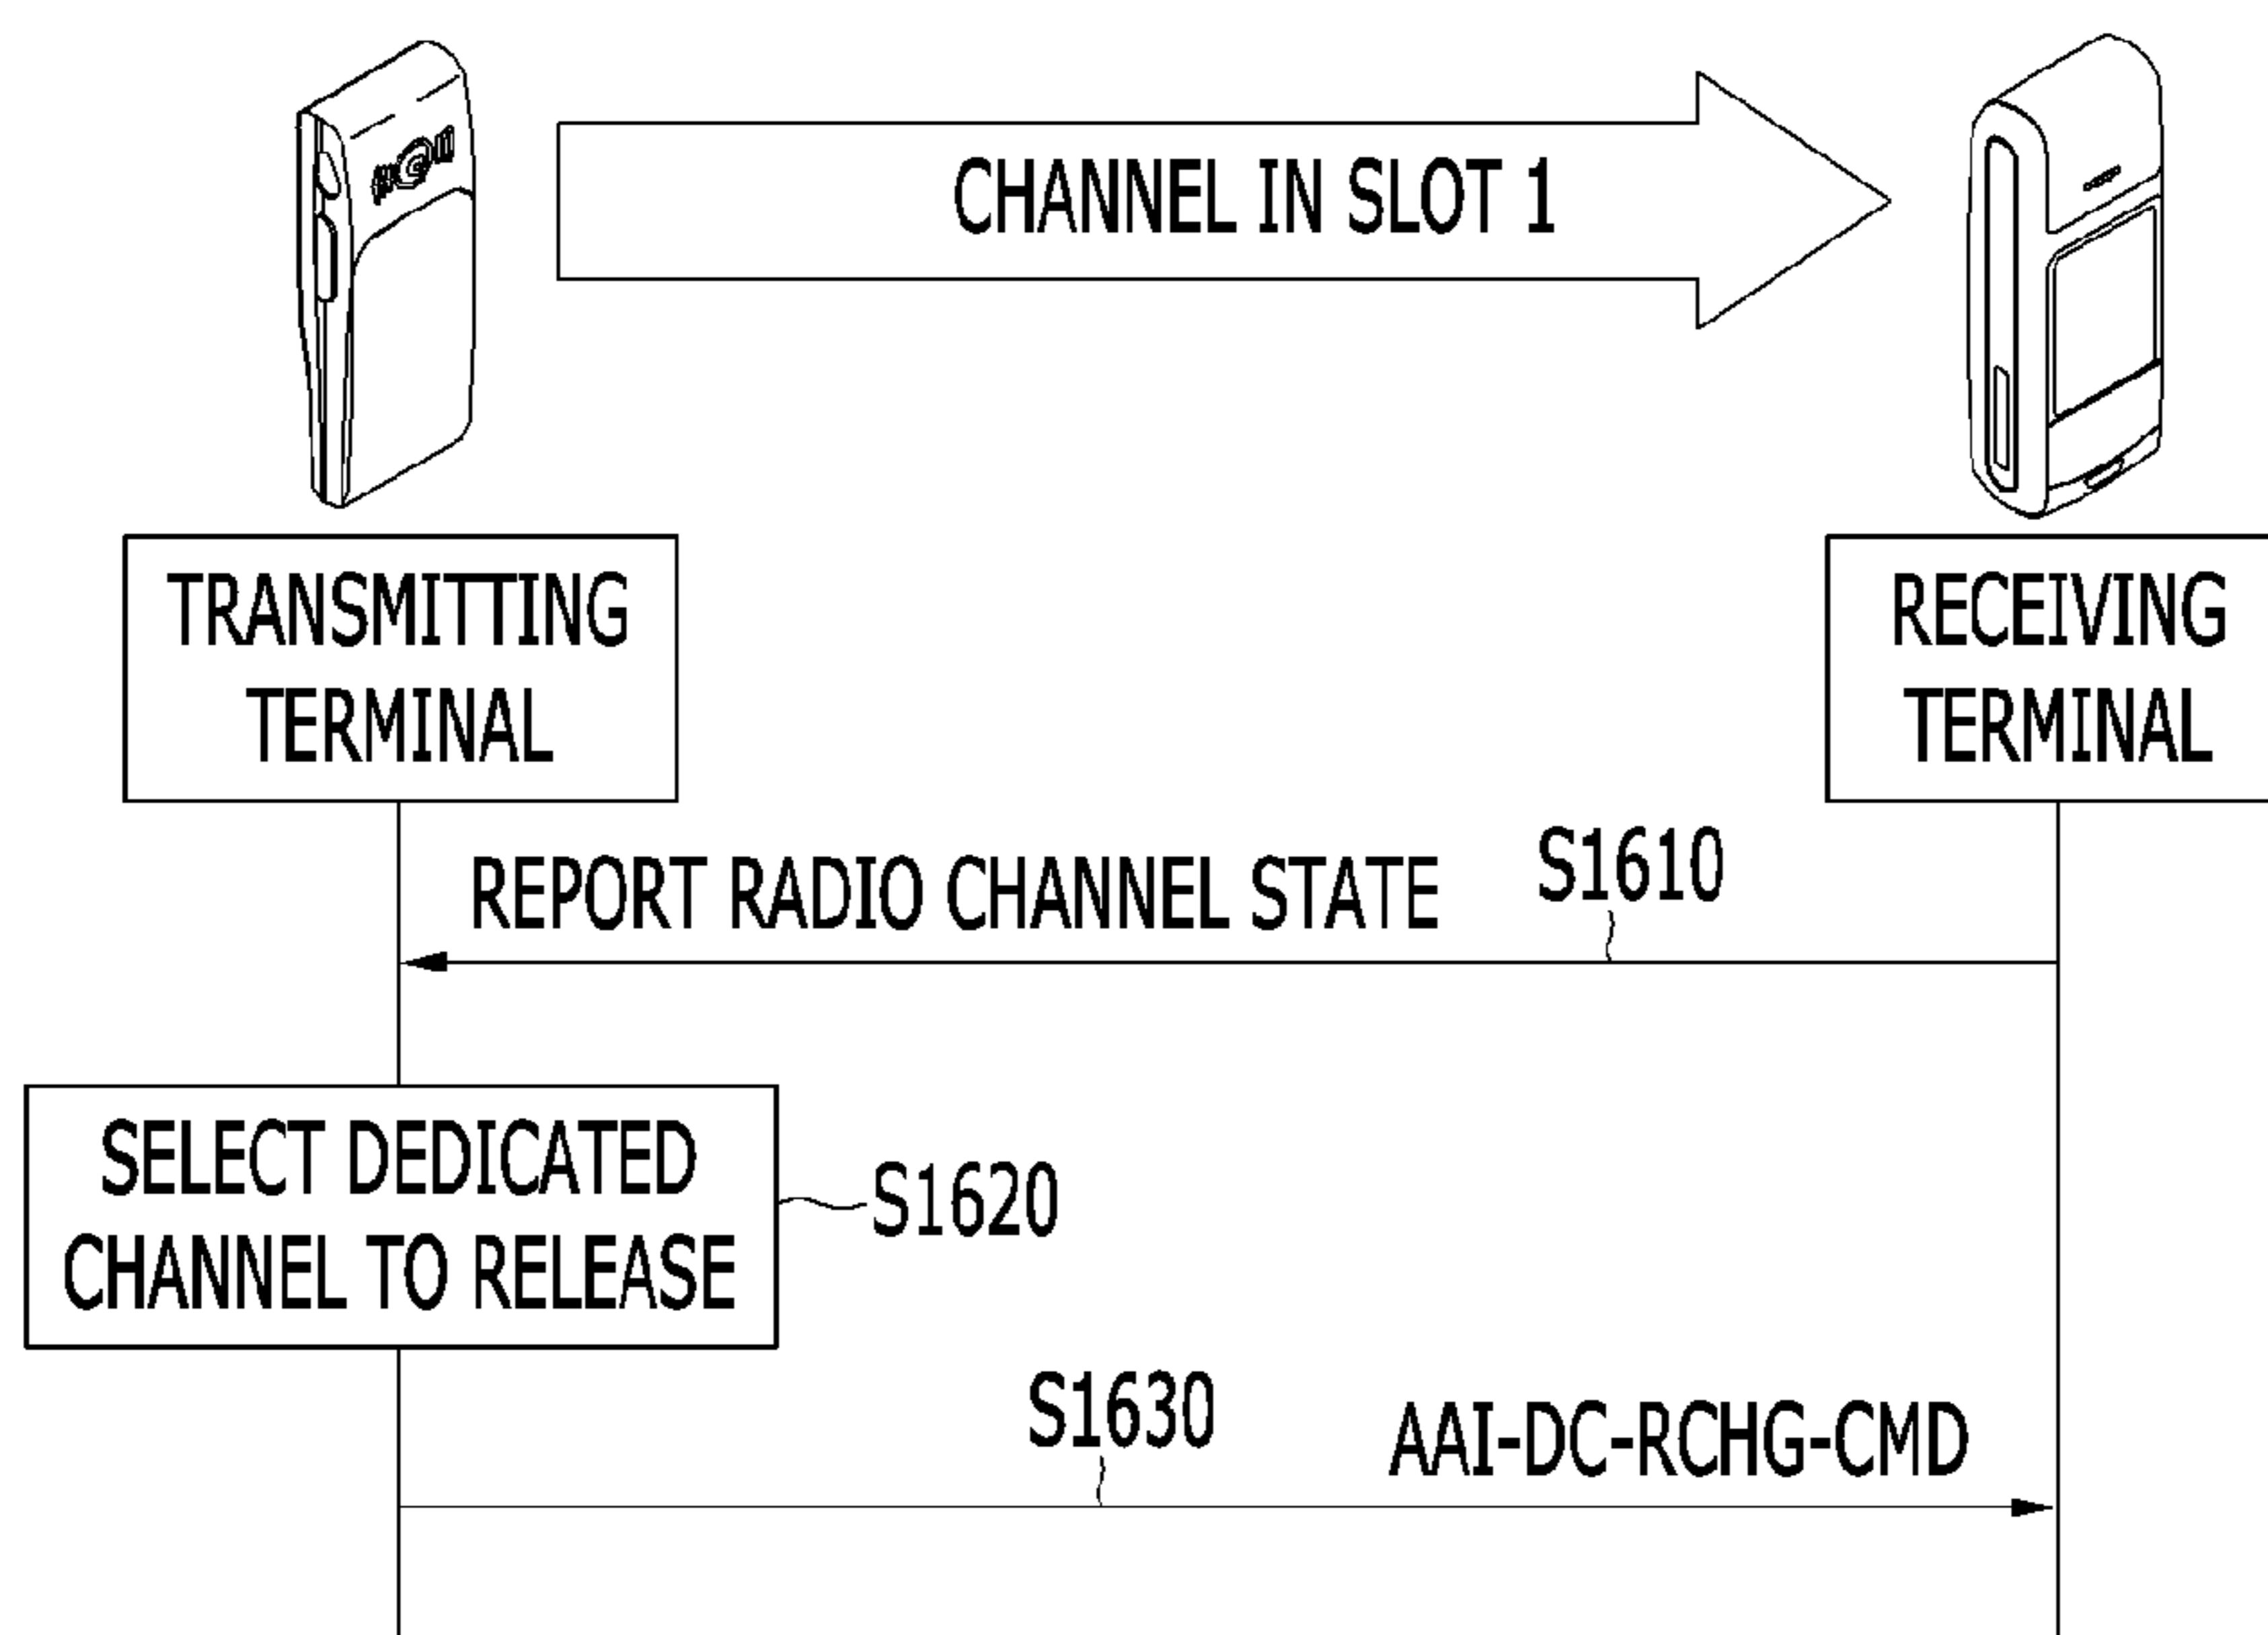 CHANNEL IN SLOT 1
TRANSMITTING
TERMINAL
RECEIVING
TERMINAL
REPORT RADIO CHANNEL STATE
S1610
SELECT DEDICATED
CHANNEL TO RELEASE
S1620
S1630
AAI-DC-RCHG-CMD